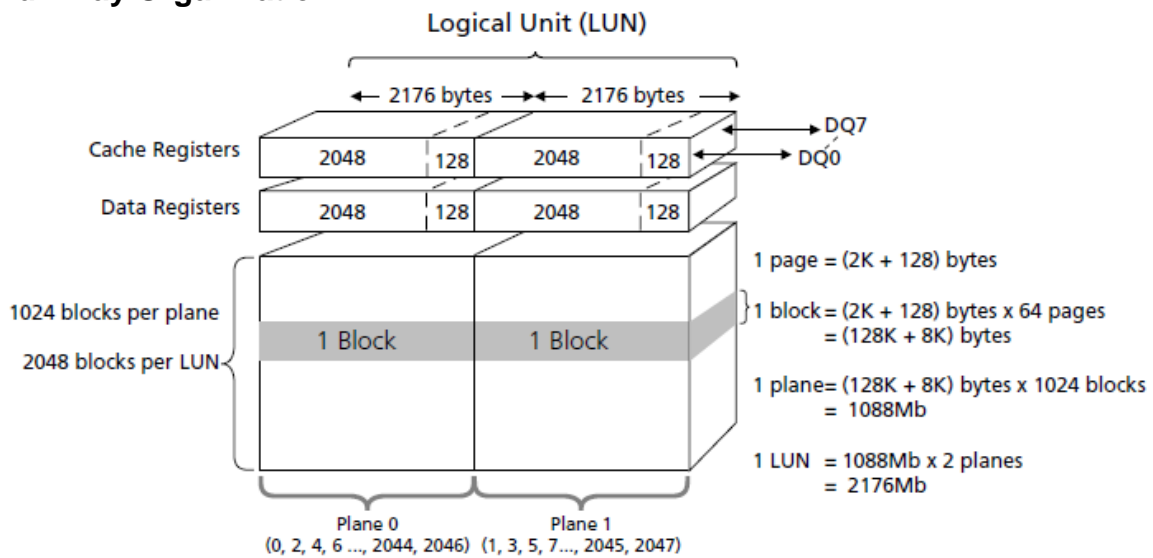 Logical Unit (LUN)
2176 bytes 2176 bytes
Cache Registers 2048 128 2048 128 DQ7
DQ0
Data Registers 2048 128 2048 128
1 page = (2K + 128) bytes
1024 blocks per plane
2048 blocks per LUN
1 Block 1 Block
1 block = (2K + 128) bytes x 64 pages
= (128K + 8K) bytes
1 plane= (128K + 8K) bytes x 1024 blocks
= 1088Mb
1 LUN = 1088Mb x 2 planes
= 2176Mb
Plane 0 Plane 1
(0, 2, 4, 6 ..., 2044, 2046) (1, 3, 5, 7..., 2045, 2047)